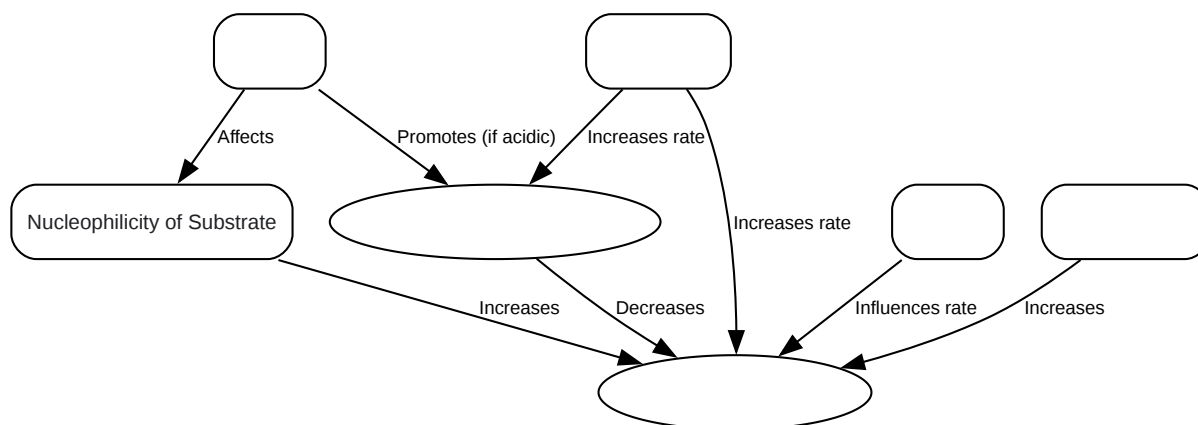 Affects
Promotes (if acidic)
Increases rate
Nucleophilicity of Substrate
Increases rate
Increases
Decreases
Influences rate
Increases